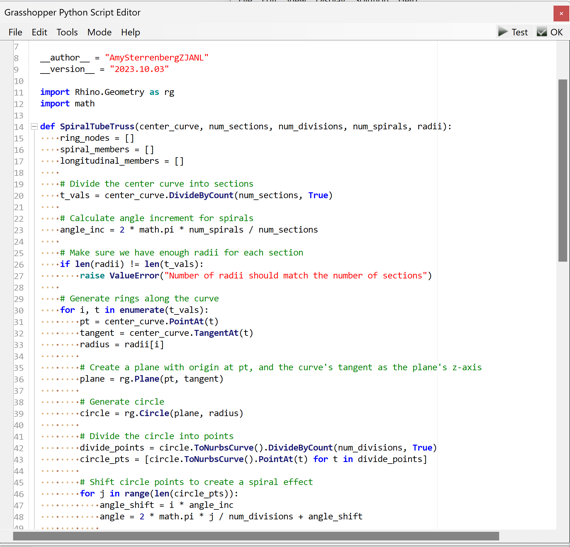 Grasshopper Python Script Editor
File Edit Tools Mode Help Test OK
7
8 __author__ = "AmySterrenbergZJANL"
9 __version__ = "2023.10.03"
10
11 import Rhino.Geometry as rg
12 import math
13
14 def SpiralTubeTruss(center_curve, num_sections, num_divisions, num_spirals, radii):
15 ring_nodes = []
16 spiral_members = []
17 longitudinal_members = []
18
19 # Divide the center curve into sections
20 t_vals = center_curve.DivideByCount(num_sections, True)
21
22 # Calculate angle increment for spirals
23 angle_inc = 2 * math.pi * num_spirals / num_sections
24
25 # Make sure we have enough radii for each section
26 if len(radii) != len(t_vals):
27 raise ValueError("Number of radii should match the number of sections")
28
29 # Generate rings along the curve
30 for i, t in enumerate(t_vals):
31 pt = center_curve.PointAt(t)
32 tangent = center_curve.TangentAt(t)
33 radius = radii[i]
34
35 # Create a plane with origin at pt, and the curve's tangent as the plane's z-axis
36 plane = rg.Plane(pt, tangent)
37
38 # Generate circle
39 circle = rg.Circle(plane, radius)
40
41 # Divide the circle into points
42 divide_points = circle.ToNurbsCurve().DivideByCount(num_divisions, True)
43 circle_pts = [circle.ToNurbsCurve().PointAt(t) for t in divide_points]
44
45 # Shift circle points to create a spiral effect
46 for j in range(len(circle_pts)):
47 angle_shift = i * angle_inc
48 angle = 2 * math.pi * j / num_divisions + angle_shift
49